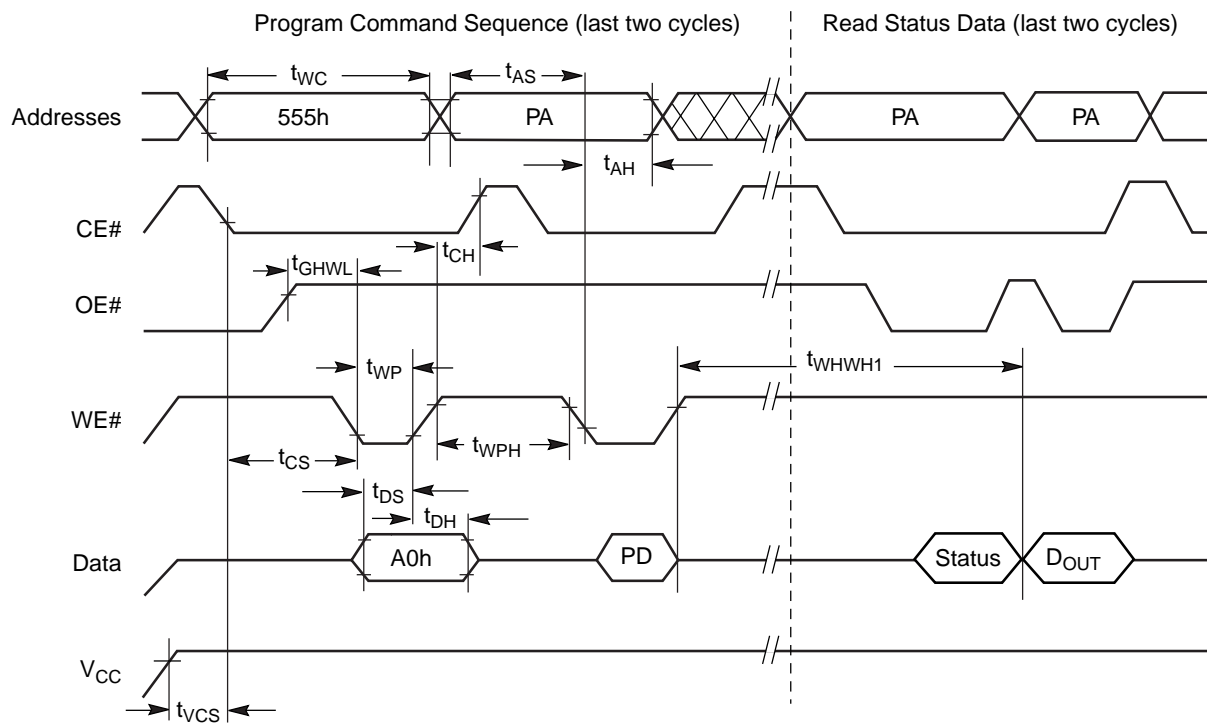 Program Command Sequence (last two cycles)
Read Status Data (last two cycles)
tWC
tAS
Addresses
555h
PA
PA
PA
tAH
CE#
tCH
tGHWL
OE#
tWP
tWHWH1
WE#
tWPH
tCS
tDS
tDH
Data
A0h
PD
Status
DOUT
VCC
tVCS